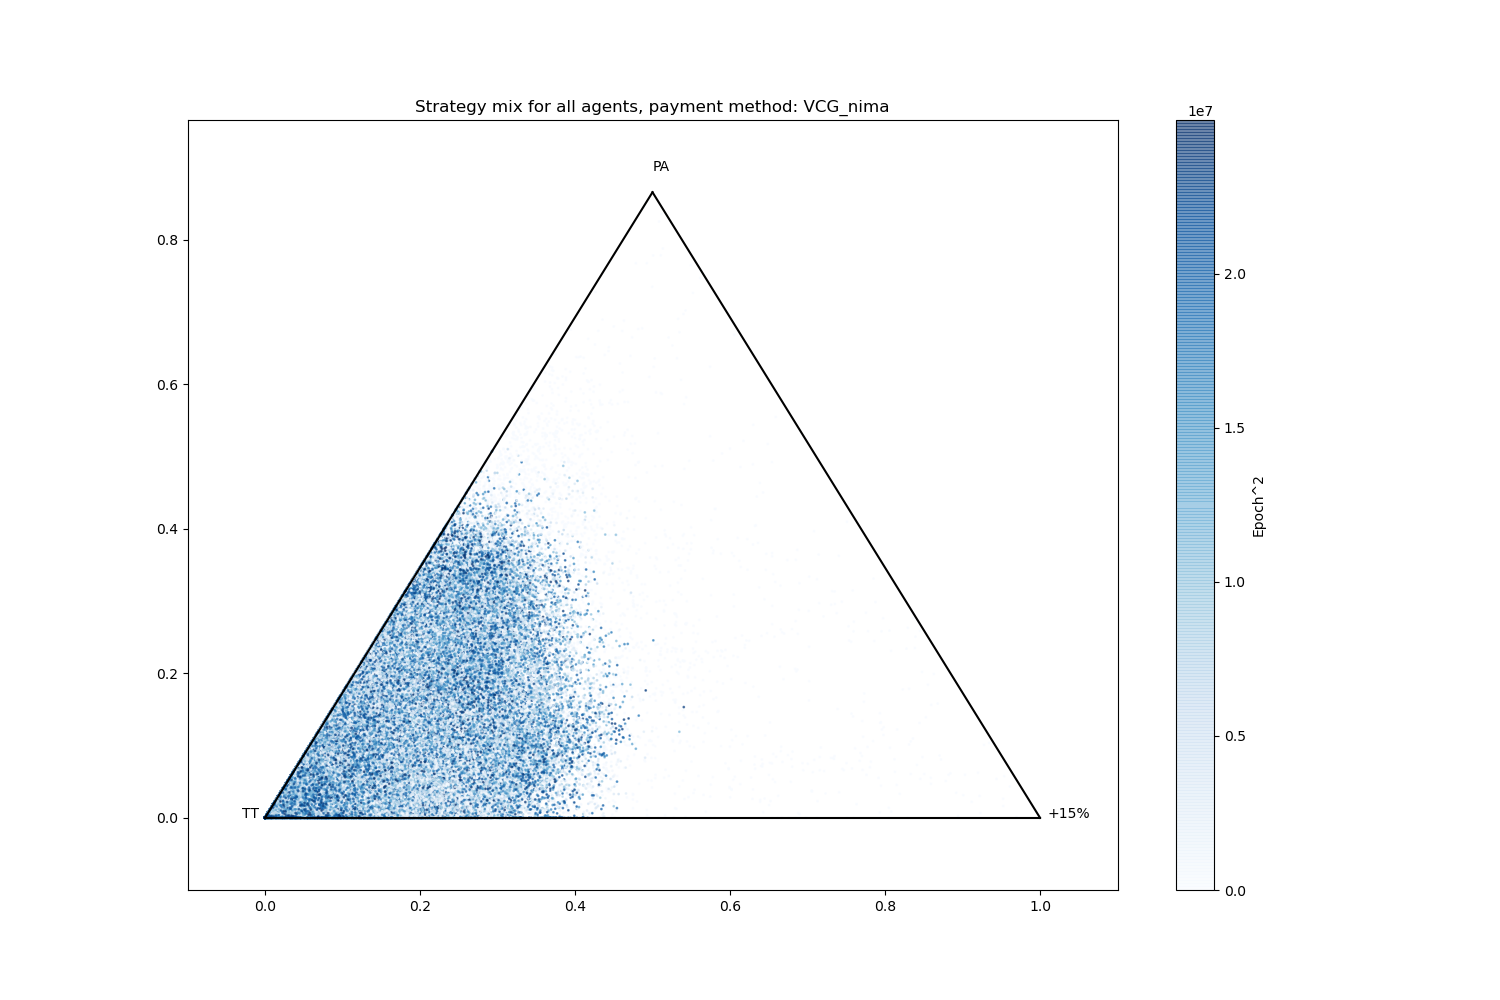 Strategy mix for all agents, payment method: VCG_nima
1e7
PA
0.8
0.6
0.4
0.2
0.0
TT
+15%
0.0 0.2 0.4 0.6 0.8 1.0
2.0
1.5
1.0
0.5
0.0
Epoch^2